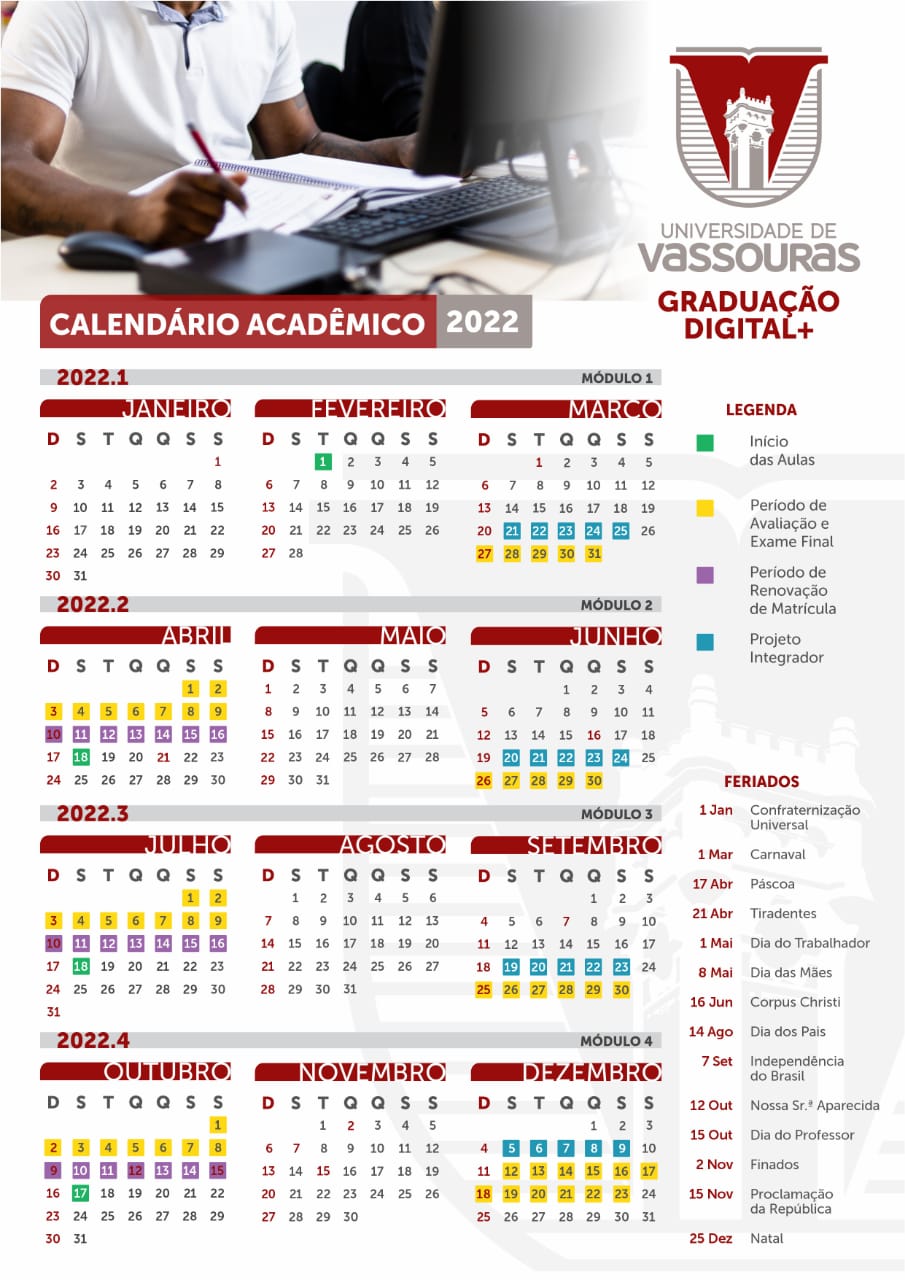 UNIVERSIDADE DE
vassouras
GRADUAÇÃO
DIGITAL+
CALENDÁRIO ACADÊMICO 2022
2022.1 MÓDULO 1
JANEIRO
D S T Q Q S S
1
2 3 4 5 6 7 8
9 10 11 12 13 14 15
16 17 18 19 20 21 22
23 24 25 26 27 28 29
30 31
FEVEREIRO
D S T Q Q S S
1 2 3 4 5
6 7 8 9 10 11 12
13 14 15 16 17 18 19
20 21 22 23 24 25 26
27 28
MARÇO
D S T Q Q S S
1 2 3 4 5
6 7 8 9 10 11 12
13 14 15 16 17 18 19
20 21 22 23 24 25 26
27 28 29 30 31
2022.2 MÓDULO 2
ABRIL
D S T Q Q S S
1 2
3 4 5 6 7 8 9
10 11 12 13 14 15 16
17 18 19 20 21 22 23
24 25 26 27 28 29 30
MAIO
D S T Q Q S S
1 2 3 4 5 6 7
8 9 10 11 12 13 14
15 16 17 18 19 20 21
22 23 24 25 26 27 28
29 30 31
JUNHO
D S T Q Q S S
1 2 3 4
5 6 7 8 9 10 11
12 13 14 15 16 17 18
19 20 21 22 23 24 25
26 27 28 29 30
2022.3 MÓDULO 3
JULHO
D S T Q Q S S
1 2
3 4 5 6 7 8 9
10 11 12 13 14 15 16
17 18 19 20 21 22 23
24 25 26 27 28 29 30
31
AGOSTO
D S T Q Q S S
1 2 3 4 5 6
7 8 9 10 11 12 13
14 15 16 17 18 19 20
21 22 23 24 25 26 27
28 29 30 31
SETEMBRO
D S T Q Q S S
1 2 3
4 5 6 7 8 9 10
11 12 13 14 15 16 17
18 19 20 21 22 23 24
25 26 27 28 29 30
2022.4 MÓDULO 4
OUTUBRO
D S T Q Q S S
1
2 3 4 5 6 7 8
9 10 11 12 13 14 15
16 17 18 19 20 21 22
23 24 25 26 27 28 29
30 31
NOVEMBRO
D S T Q Q S S
1 2 3 4 5
6 7 8 9 10 11 12
13 14 15 16 17 18 19
20 21 22 23 24 25 26
27 28 29 30
DEZEMBRO
D S T Q Q S S
1 2 3
4 5 6 7 8 9 10
11 12 13 14 15 16 17
18 19 20 21 22 23 24
25 26 27 28 29 30 31
LEGENDA
Início
das Aulas
Período de
Avaliação e
Exame Final
Período de
Renovação
de Matrícula
Projeto
Integrador
FERIADOS
1 Jan Confraternização
Universal
1 Mar Carnaval
17 Abr Páscoa
21 Abr Tiradentes
1 Mai Dia do Trabalhador
8 Mai Dia das Mães
16 Jun Corpus Christi
14 Ago Dia dos Pais
7 Set Independência
do Brasil
12 Out Nossa Sr.ª Aparecida
15 Out Dia do Professor
2 Nov Finados
15 Nov Proclamação
da República
25 Dez Natal